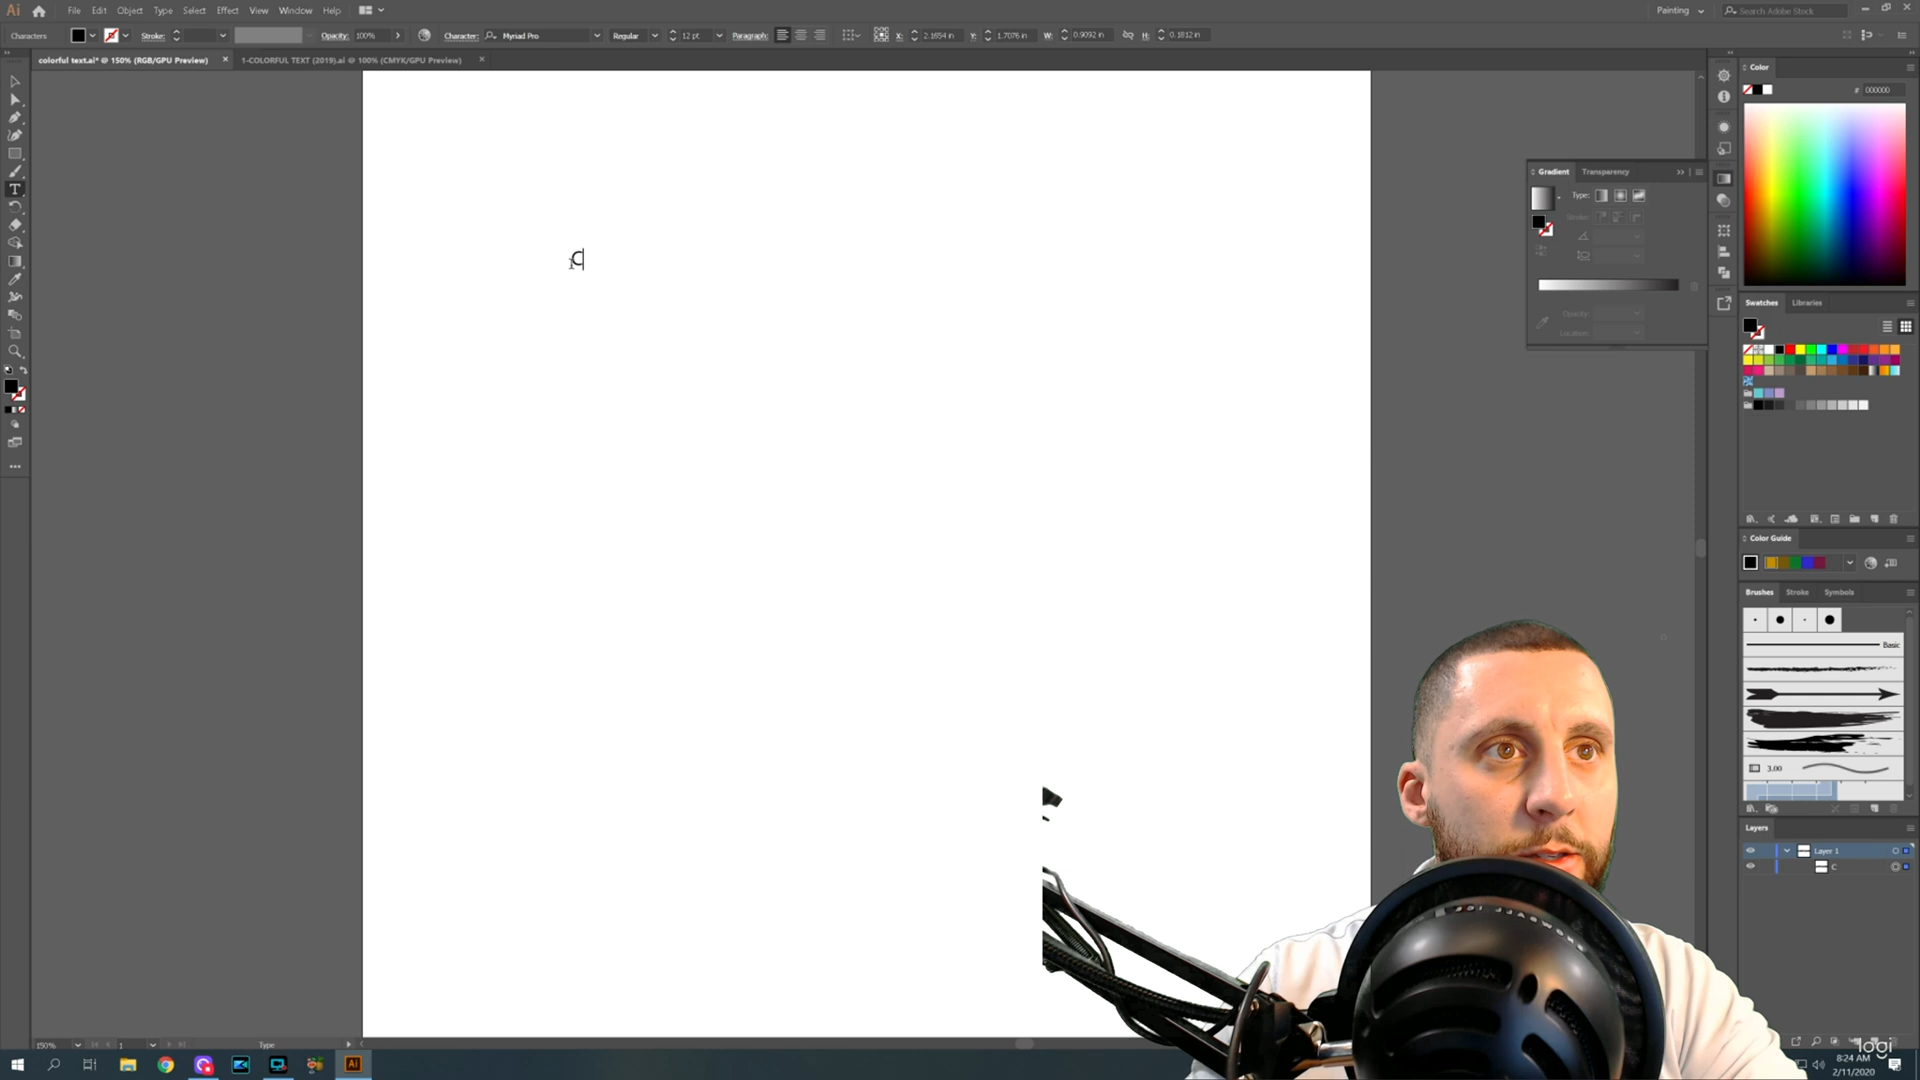 Ai
File Edit Object Type Select Effect View Window Help
Painting
Search Adobe Stock
Characters
Stroke:
Opacity: 100%
Character:
Myriad Pro
Regular
12 pt
Paragraph:
X: 2.1654 in
Y: 1.7076 in
W: 0.9092 in
H: 0.1812 in
colorful text.ai* @ 150% (RGB/GPU Preview)
1-COLORFUL TEXT (2019).ai @ 100% (CMYK/GPU Preview)
Color
# 000000
Gradient
Transparency
Type:
Stroke:
Opacity:
Location:
C
Swatches
Libraries
Color Guide
Brushes
Stroke
Symbols
Basic
3.00
Layers
Layer 1
C
150%
1
Type
logi
8:24 AM
2/11/2020